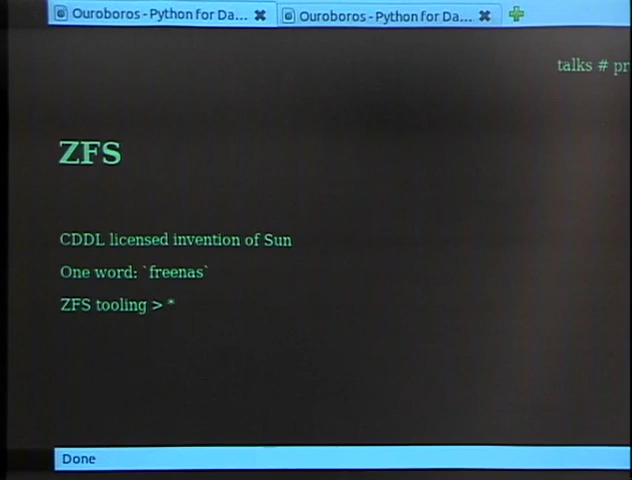 Ouroboros - Python for Da...
Ouroboros - Python for Da...
talks # pr
ZFS
CDDL licensed invention of Sun
One word: `freenas`
ZFS tooling > *
Done